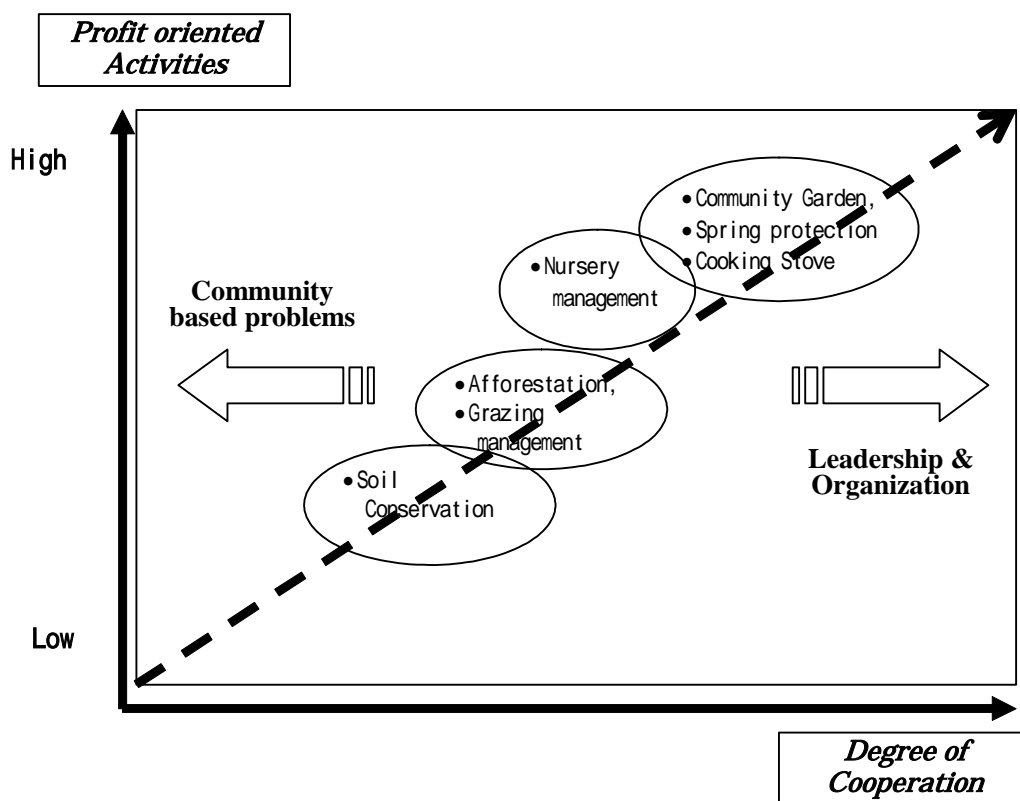 Profit oriented
Activities
High
• Community Garden,
• Spring protection
• Cooking Stove
• Nursery
management
Community
based problems
• Afforestation,
• Grazing
management
Leadership &
Organization
• Soil
Conservation
Low
Degree of
Cooperation